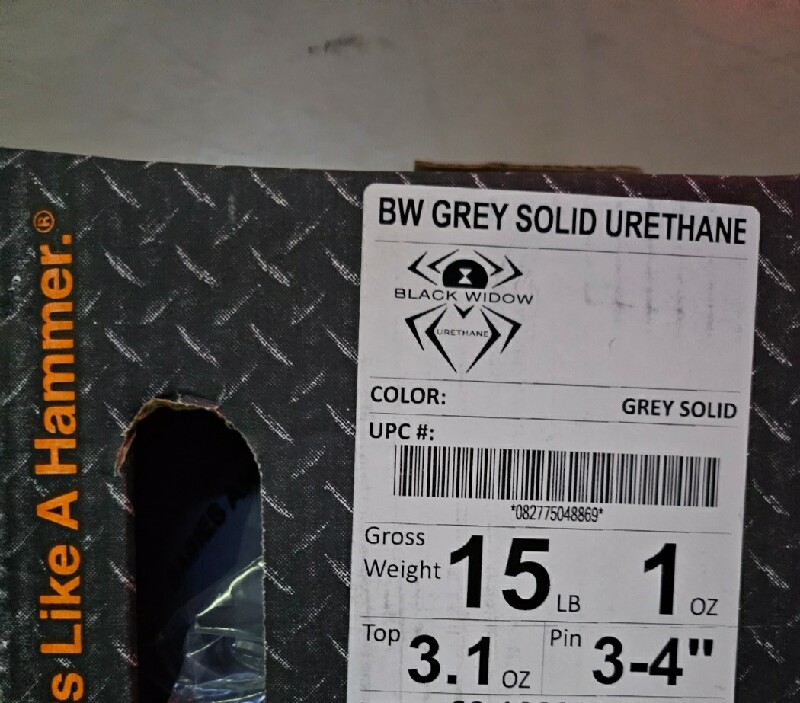 BW GREY SOLID URETHANE
BLACK WIDOW
URETHANE
COLOR: GREY SOLID
UPC #:
*082775048869*
Gross Weight 15 LB 1 OZ
Top 3.1 OZ Pin 3-4"
s Like A Hammer.®